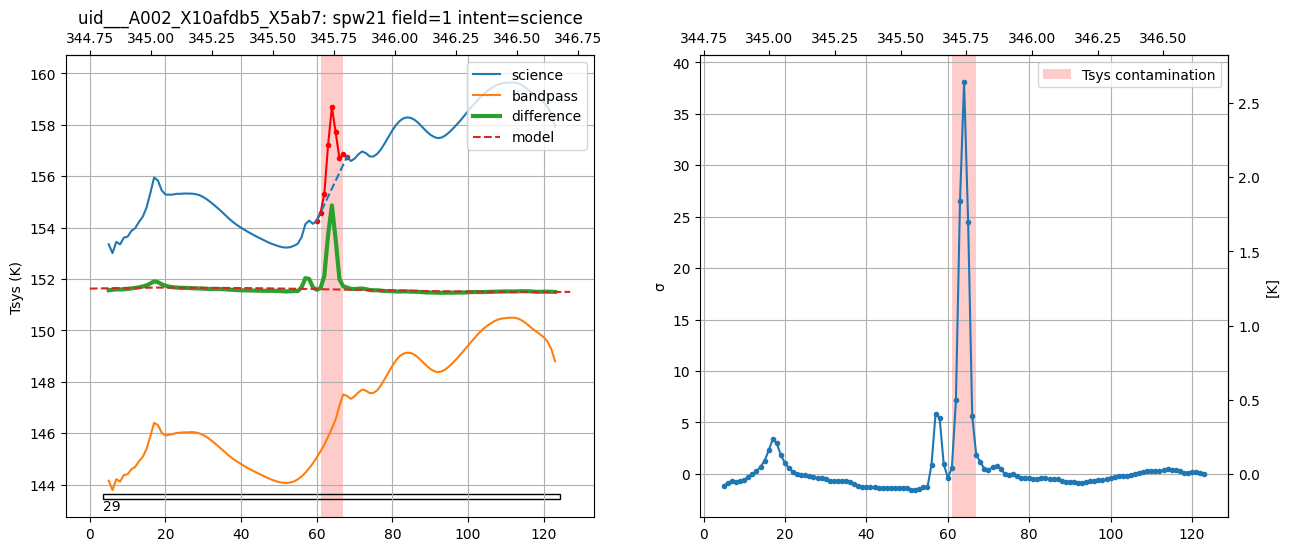 uid___A002_X10afdb5_X5ab7: spw21 field=1 intent=science
344.75 345.00 345.25 345.50 345.75 346.00 346.25 346.50 346.75
160
158
156
154
152
150
148
146
144
Tsys (K)
science
bandpass
difference
model
29
0 20 40 60 80 100 120
344.75 345.00 345.25 345.50 345.75 346.00 346.25 346.50
40
35
30
25
20
15
10
5
0
σ
Tsys contamination
2.5
2.0
1.5
1.0
0.5
0.0
[K]
0 20 40 60 80 100 120